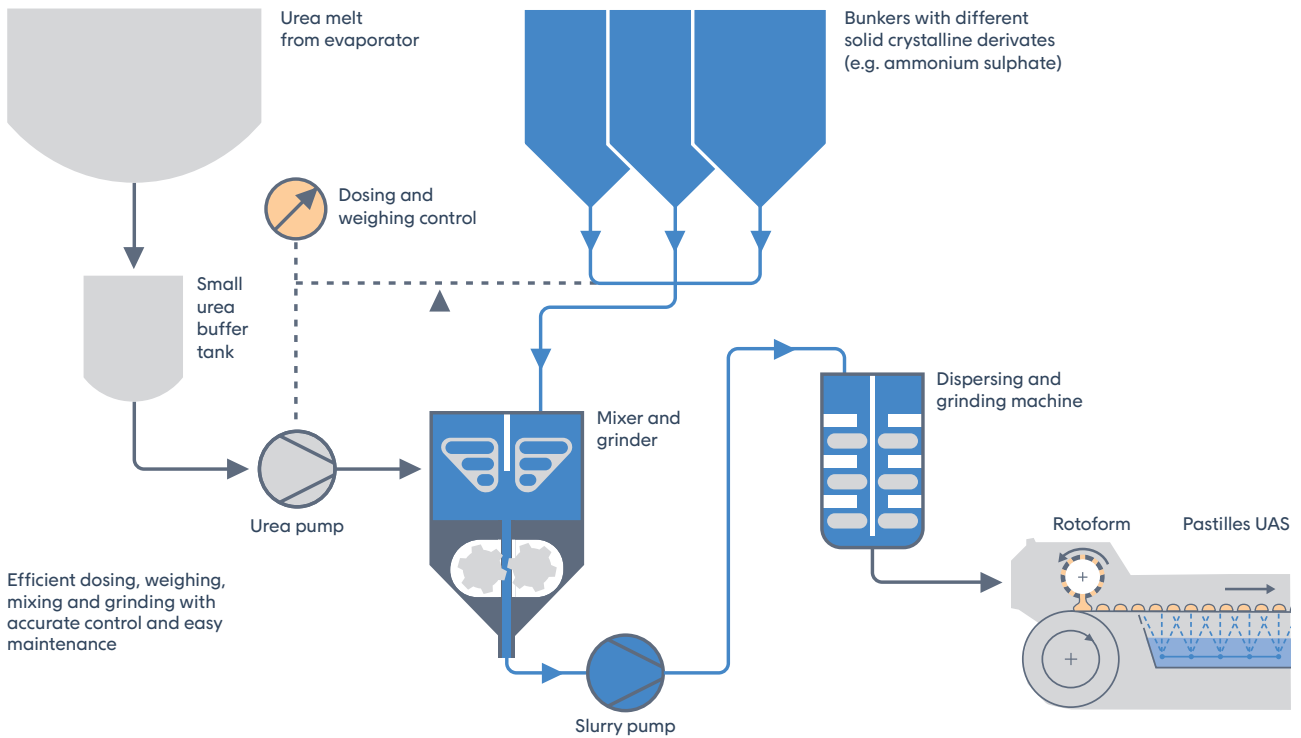 Urea melt
from evaporator
Bunkers with different
solid crystalline derivates
(e.g. ammonium sulphate)
Dosing and
weighing control
Small
urea
buffer
tank
Mixer and
grinder
Dispersing and
grinding machine
Urea pump
Rotoform
Pastilles UAS
Efficient dosing, weighing,
mixing and grinding with
accurate control and easy
maintenance
Slurry pump